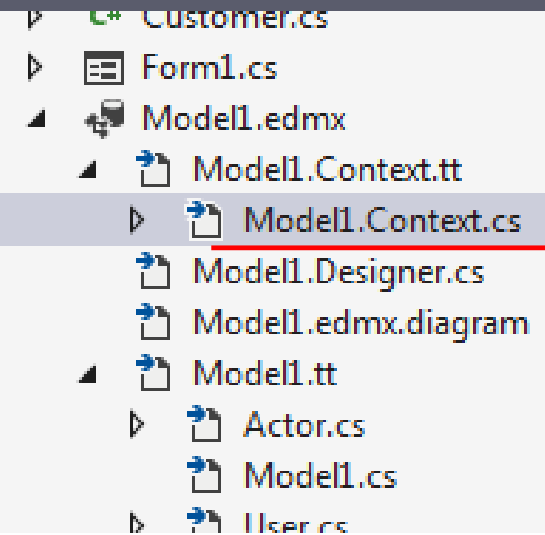 C# Customer.cs
Form1.cs
Model1.edmx
Model1.Context.tt
Model1.Context.cs
Model1.Designer.cs
Model1.edmx.diagram
Model1.tt
Actor.cs
Model1.cs
User.cs